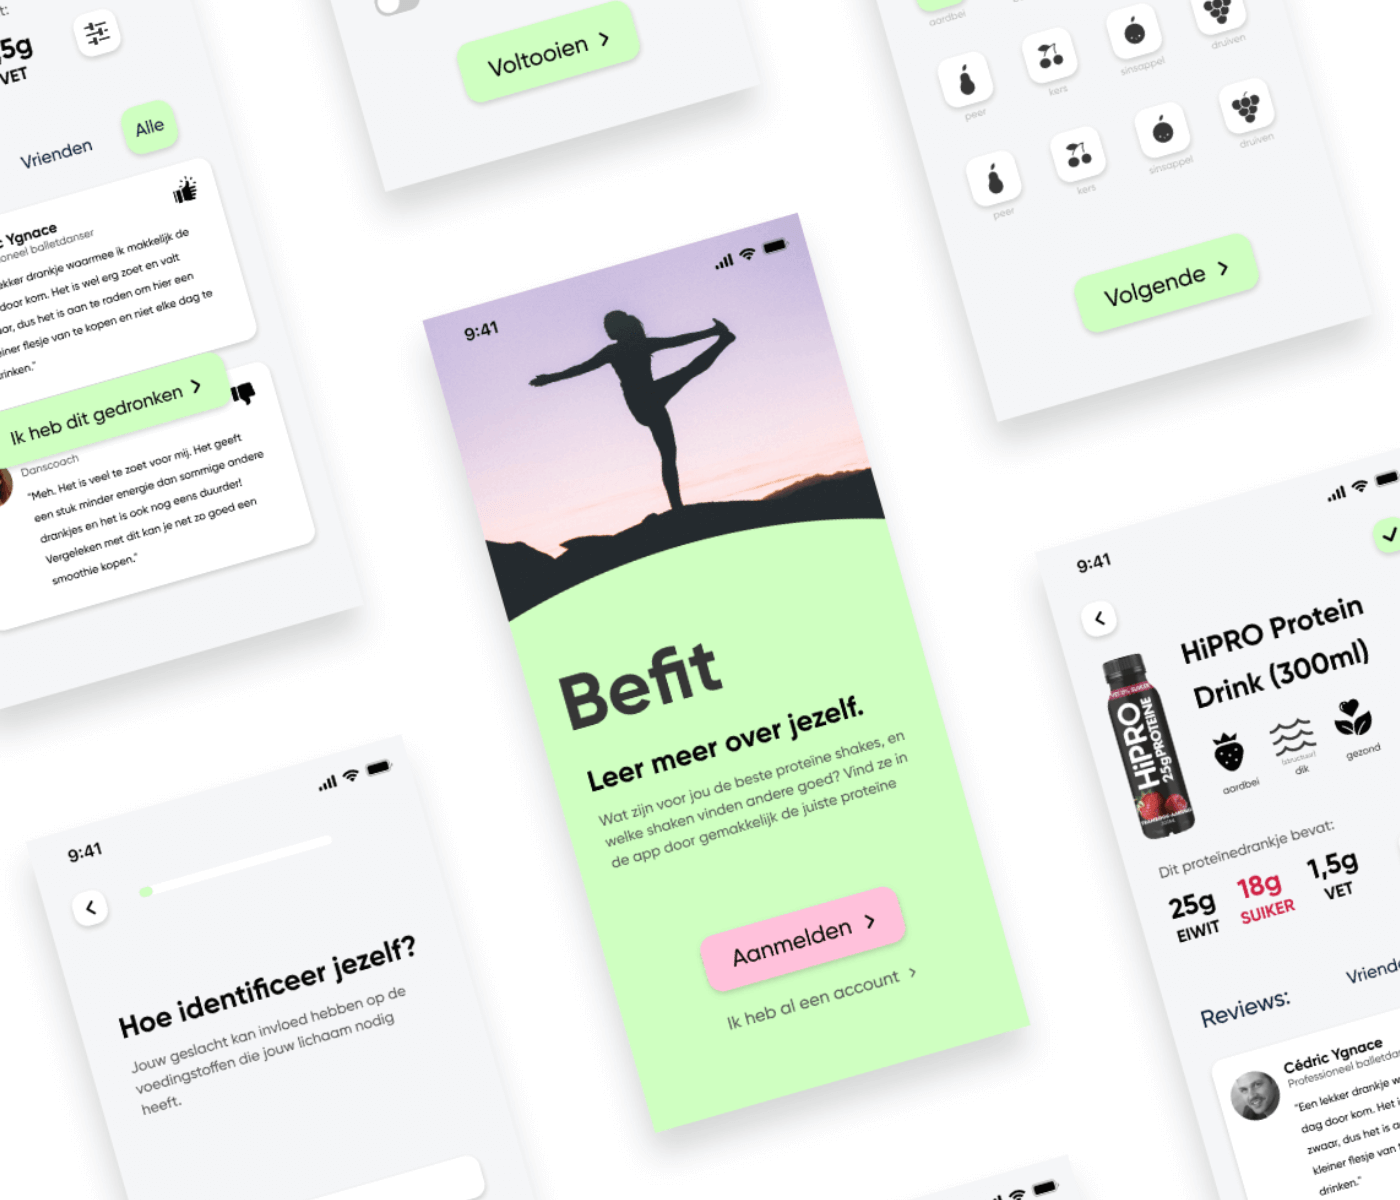 t:
,5g
VET
Vrienden
Alle
c Ygnace
oneel balletdanser
ekker drankje waarmee ik makkelijk de
door kom. Het is wel erg zoet en valt
ar, dus het is aan te raden om hier een
einer flesje van te kopen en niet elke dag te
rinken."
Ik heb dit gedronken
Danscoach
"Meh. Het is veel te zoet voor mij. Het geeft
een stuk minder energie dan sommige andere
drankjes en het is ook nog eens duurder!
Vergeleken met dit kan je net zo goed een
smoothie kopen."
Voltooien
aardbei
peer
kers
sinsappel
druiven
peer
kers
sinsappel
druiven
Volgende
9:41
Befit
Leer meer over jezelf.
Wat zijn voor jou de beste proteïne shakes, en
welke shaken vinden andere goed? Vind ze in
de app door gemakkelijk de juiste proteïne
Aanmelden
Ik heb al een account
9:41
Hoe identificeer jezelf?
Jouw geslacht kan invloed hebben op de
voedingstoffen die jouw lichaam nodig
heeft.
9:41
HiPRO Protein
Drink (300ml)
HiPRO
25g PROTEINE
aardbei
(structuur)
dik
gezond
Dit proteïnedrankje bevat:
25g
EIWIT
18g
SUIKER
1,5g
VET
Reviews:
Vriende
Cédric Ygnace
Professioneel balletda
"Een lekker drankje w
dag door kom. Het i
zwaar, dus het is a
kleiner flesje van
drinken."